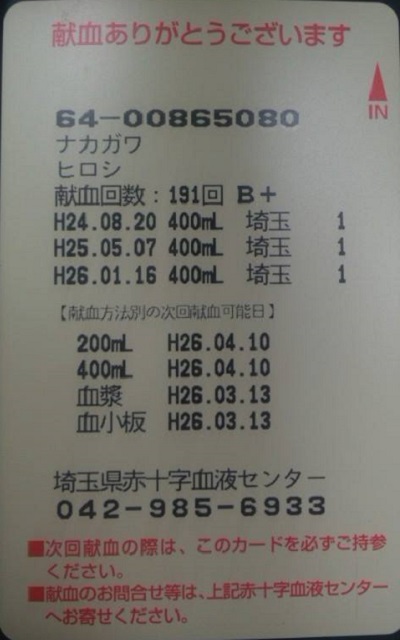 献血ありがとうございます
IN
64-00865080
ナカガワ
ヒロシ
献血回数：191回 B+
H24.08.20 400mL 埼玉 1
H25.05.07 400mL 埼玉 1
H26.01.16 400mL 埼玉 1
【献血方法別の次回献血可能日】
200mL H26.04.10
400mL H26.04.10
血漿 H26.03.13
血小板 H26.03.13
埼玉県赤十字血液センター
042-985-6933
■次回献血の際は、このカードを必ずご持参
ください。
■献血のお問合せ等は、上記赤十字血液センター
へお寄せください。